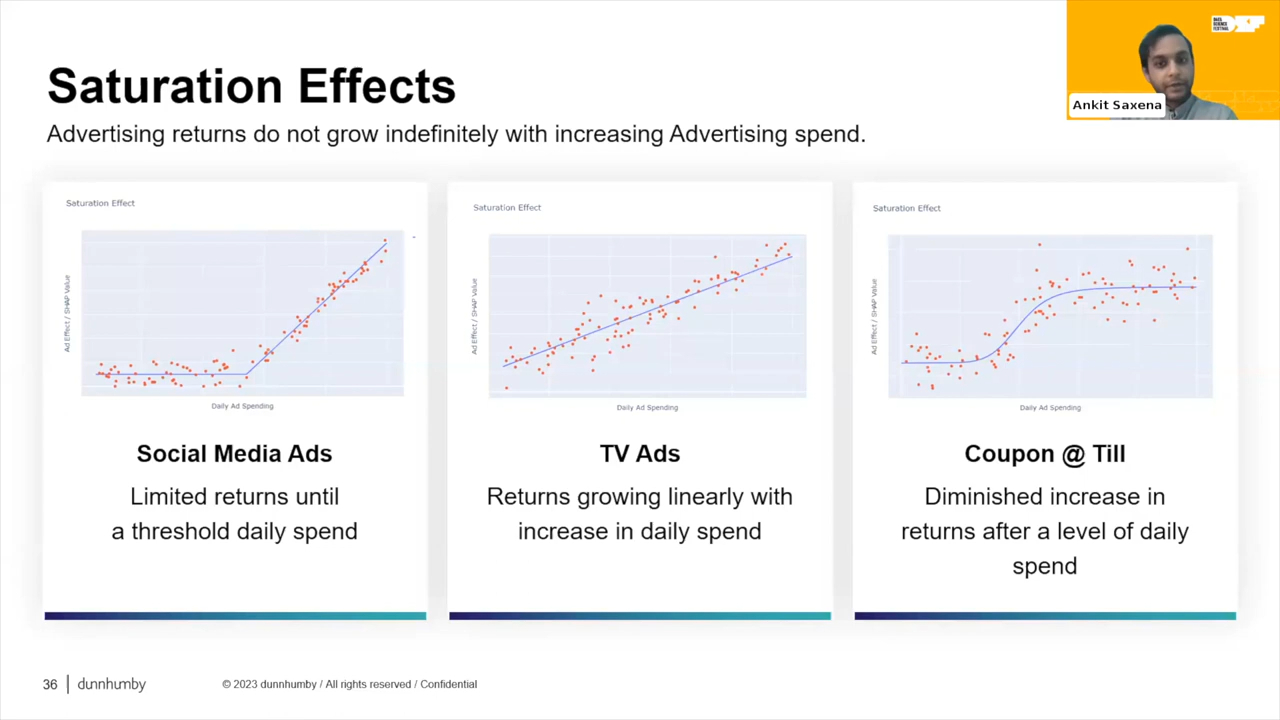 Saturation Effects
Advertising returns do not grow indefinitely with increasing Advertising spend.
DATA
SCIENCE
FESTIVAL
Ankit Saxena
Saturation Effect
Ad Effect / SHAP Value
Daily Ad Spending
Social Media Ads
Limited returns until
a threshold daily spend
Saturation Effect
Ad Effect / SHAP Value
Daily Ad Spending
TV Ads
Returns growing linearly with
increase in daily spend
Saturation Effect
Ad Effect / SHAP Value
Daily Ad Spending
Coupon @ Till
Diminished increase in
returns after a level of daily
spend
36 | dunnhumby
© 2023 dunnhumby / All rights reserved / Confidential